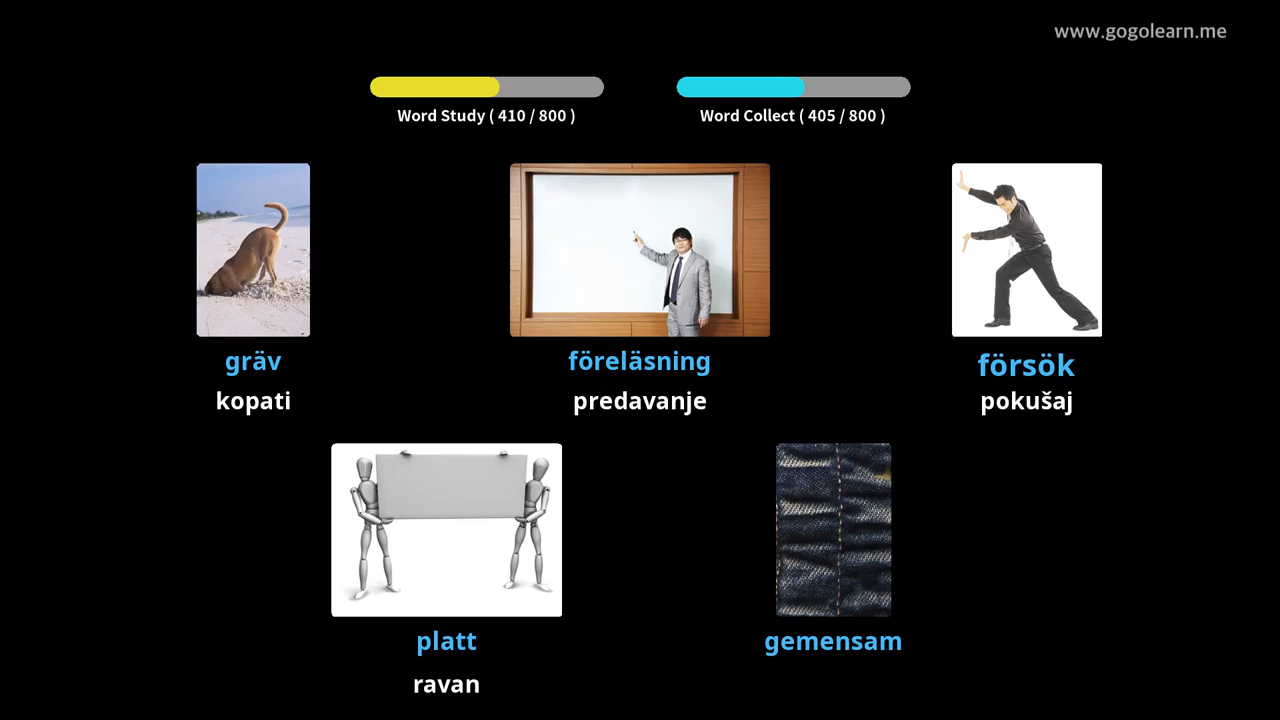 www.gogolearn.me
Word Study ( 410 / 800 )
Word Collect ( 405 / 800 )
gräv
kopati
föreläsning
predavanje
försök
pokušaj
platt
ravan
gemensam